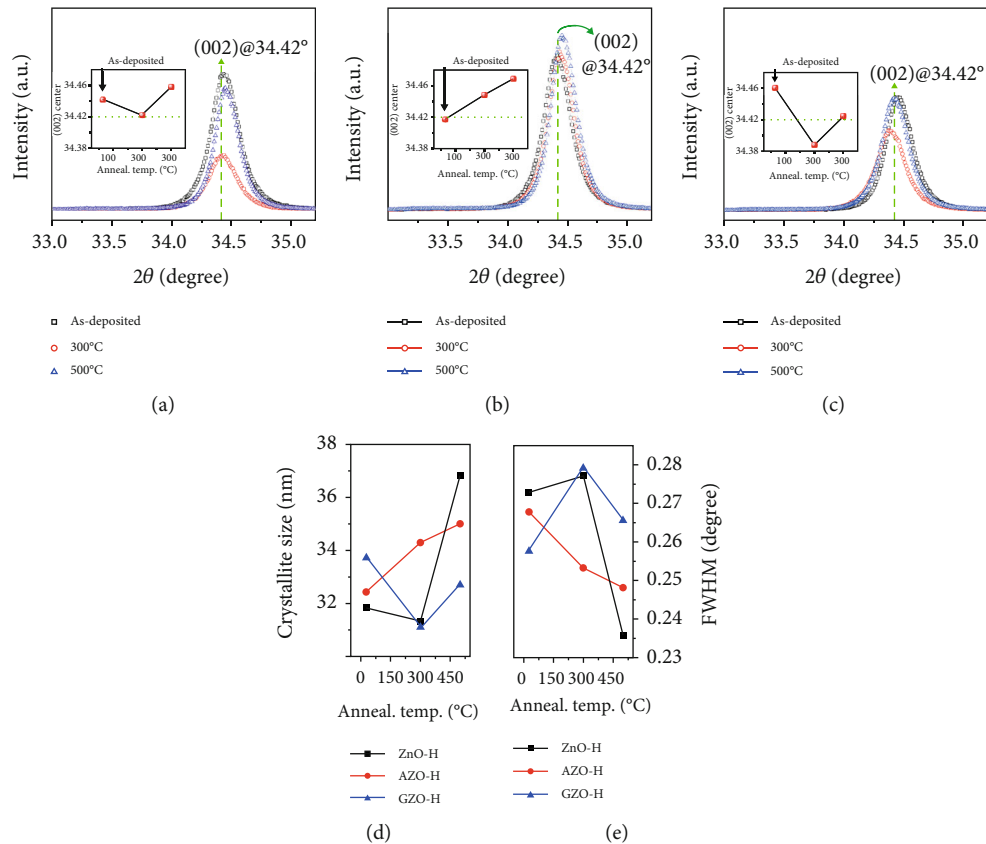 Intensity (a.u.)
(002)@34.42°
As-deposited
(002) center
34.46
34.42
34.38
100 300 300
Anneal. temp. (°C)
33.0 33.5 34.0 34.5 35.0
2θ (degree)
As-deposited
300°C
500°C
(a)
Intensity (a.u.)
(002)
@34.42°
As-deposited
(002) center
34.46
34.42
34.38
100 300 300
Anneal. temp. (°C)
33.5 34.0 34.5 35.0
2θ (degree)
As-deposited
300°C
500°C
(b)
Intensity (a.u.)
(002)@34.42°
As-deposited
(002) center
34.46
34.42
34.38
100 300 300
Anneal. temp. (°C)
33.0 33.5 34.0 34.5 35.0
2θ (degree)
As-deposited
300°C
500°C
(c)
Crystallite size (nm)
38
36
34
32
0 150 300 450
Anneal. temp. (°C)
ZnO-H
AZO-H
GZO-H
(d)
0.28
0.27
0.26
0.25
0.24
0.23
FWHM (degree)
0 150 300 450
Anneal. temp. (°C)
ZnO-H
AZO-H
GZO-H
(e)